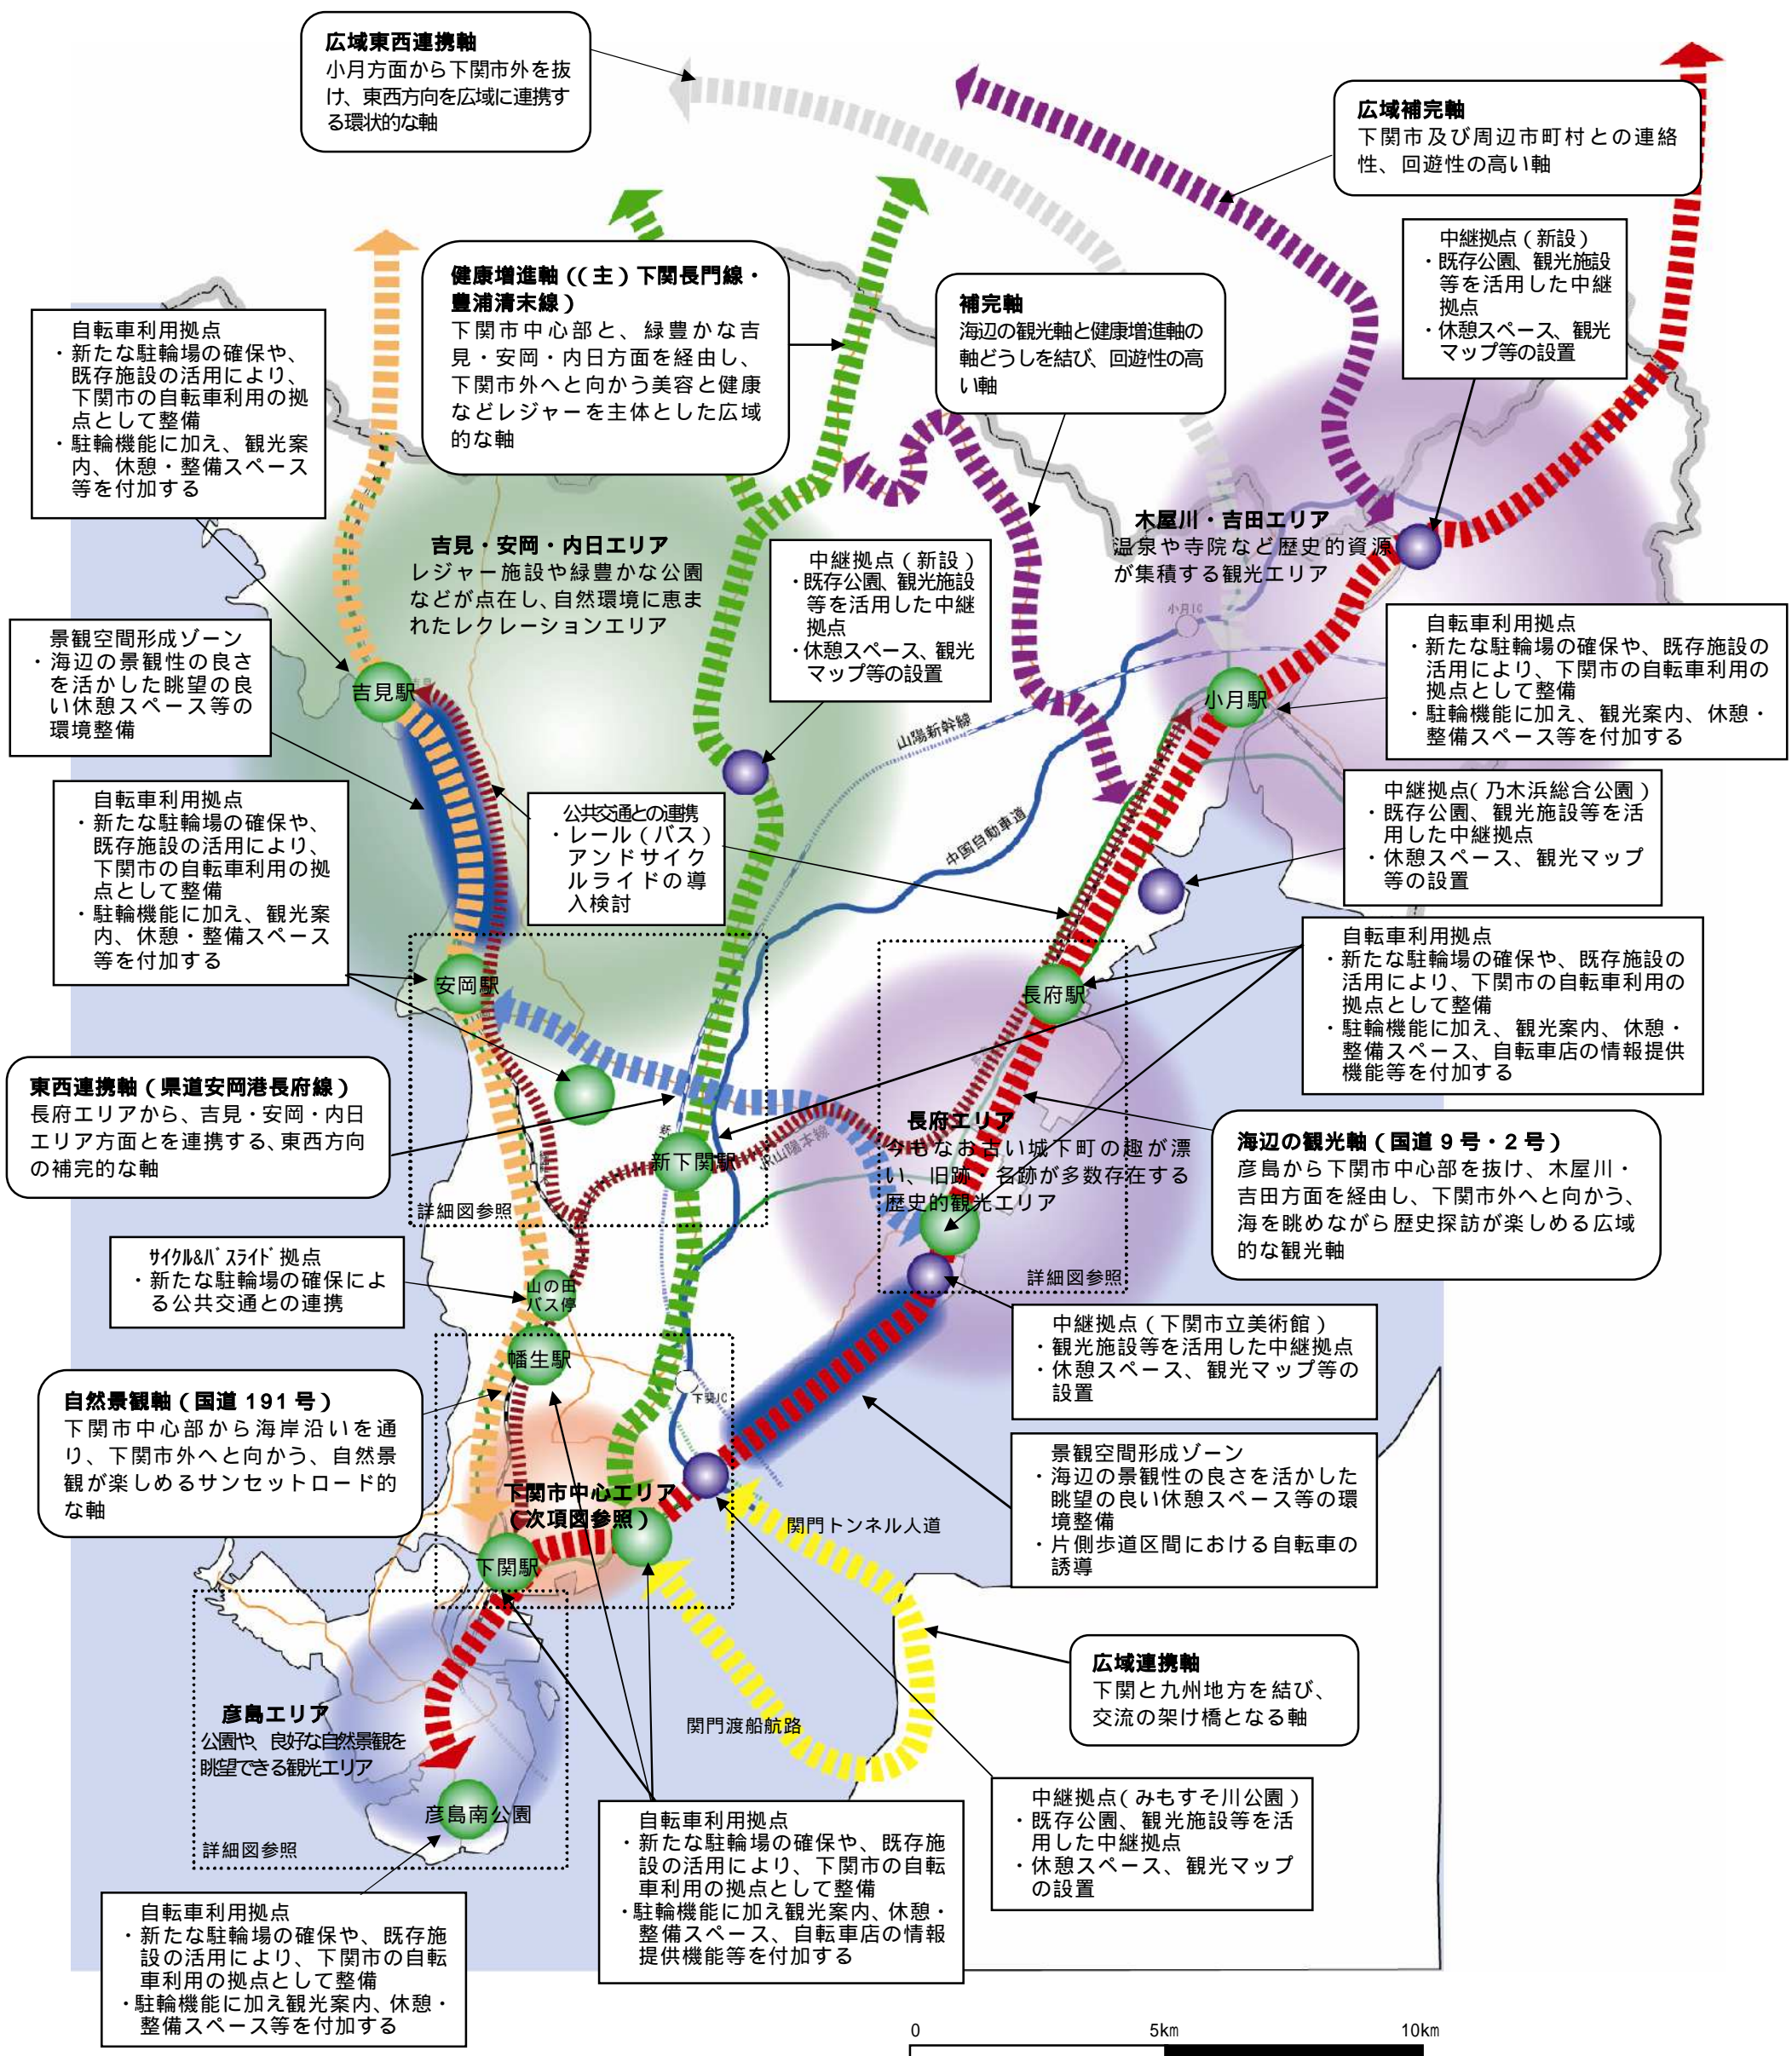 広域東西連携軸
小月方面から下関市外を抜
け、東西方向を広域に連携す
る環状的な軸
広域補完軸
下関市及び周辺市町村との連絡
性、回遊性の高い軸
中継拠点(新設)
・既存公園、観光施設
等を活用した中継
拠点
・休憩スペース、観光
マップ等の設置
健康増進軸((主)下関長門線・
豊浦清末線)
下関市中心部と、緑豊かな吉
見・安岡・内日方面を経由し、
下関市外へと向かう美容と健康
などレジャーを主体とした広域
的な軸
補完軸
海辺の観光軸と健康増進軸の
軸どうしを結び、回遊性の高
い軸
自転車利用拠点
・新たな駐輪場の確保や、
既存施設の活用により、
下関市の自転車利用の拠
点として整備
・駐輪機能に加え、観光案
内、休憩・整備スペース
等を付加する
吉見・安岡・内日エリア
レジャー施設や緑豊かな公園
などが点在し、自然環境に恵ま
れたレクレーションエリア
木屋川・吉田エリア
温泉や寺院など歴史的資源
が集積する観光エリア
中継拠点(新設)
・既存公園、観光施設
等を活用した中継
拠点
・休憩スペース、観光
マップ等の設置
小月IC
景観空間形成ゾーン
・海辺の景観性の良さ
を活かした眺望の良
い休憩スペース等の
環境整備
吉見駅
小月駅
自転車利用拠点
・新たな駐輪場の確保や、既存施設の
活用により、下関市の自転車利用の
拠点として整備
・駐輪機能に加え、観光案内、休憩・
整備スペース等を付加する
山陽新幹線
中国自動車道
自転車利用拠点
・新たな駐輪場の確保や、
既存施設の活用により、
下関市の自転車利用の拠
点として整備
・駐輪機能に加え、観光案
内、休憩・整備スペース
等を付加する
公共交通との連携
・レール(バス)
アンドサイク
ルライドの導
入検討
中継拠点(乃木浜総合公園)
・既存公園、観光施設等を活
用した中継拠点
・休憩スペース、観光マップ
等の設置
安岡駅
長府駅
自転車利用拠点
・新たな駐輪場の確保や、既存施設の
活用により、下関市の自転車利用の
拠点として整備
・駐輪機能に加え、観光案内、休憩・
整備スペース、自転車店の情報提供
機能等を付加する
東西連携軸(県道安岡港長府線)
長府エリアから、吉見・安岡・内日
エリア方面とを連携する、東西方向
の補完的な軸
新下関駅
JR山陽本線
詳細図参照
長府エリア
今もなお古い城下町の趣が漂
い、旧跡・名跡が多数存在する
歴史的観光エリア
詳細図参照
海辺の観光軸(国道9号・2号)
彦島から下関市中心部を抜け、木屋川・
吉田方面を経由し、下関市外へと向かう、
海を眺めながら歴史探訪が楽しめる広域
的な観光軸
サイクル&バスライド拠点
・新たな駐輪場の確保によ
る公共交通との連携
山の田
バス停
幡生駅
中継拠点(下関市立美術館)
・観光施設等を活用した中継拠点
・休憩スペース、観光マップ等の
設置
下関IC
自然景観軸(国道191号)
下関市中心部から海岸沿いを通
り、下関市外へと向かう、自然景
観が楽しめるサンセットロード的
な軸
景観空間形成ゾーン
・海辺の景観性の良さを活かした
眺望の良い休憩スペース等の環
境整備
・片側歩道区間における自転車の
誘導
下関市中心エリア
(次項図参照)
下関駅
関門トンネル人道
広域連携軸
下関と九州地方を結び、
交流の架け橋となる軸
関門渡船航路
彦島エリア
公園や、良好な自然景観を
眺望できる観光エリア
彦島南公園
詳細図参照
中継拠点(みもすそ川公園)
・既存公園、観光施設等を活
用した中継拠点
・休憩スペース、観光マップ
の設置
自転車利用拠点
・新たな駐輪場の確保や、既存施
設の活用により、下関市の自転
車利用の拠点として整備
・駐輪機能に加え観光案内、休憩・
整備スペース、自転車店の情報
提供機能等を付加する
自転車利用拠点
・新たな駐輪場の確保や、既存施
設の活用により、下関市の自転
車利用の拠点として整備
・駐輪機能に加え観光案内、休憩・
整備スペース等を付加する
0 5km 10km